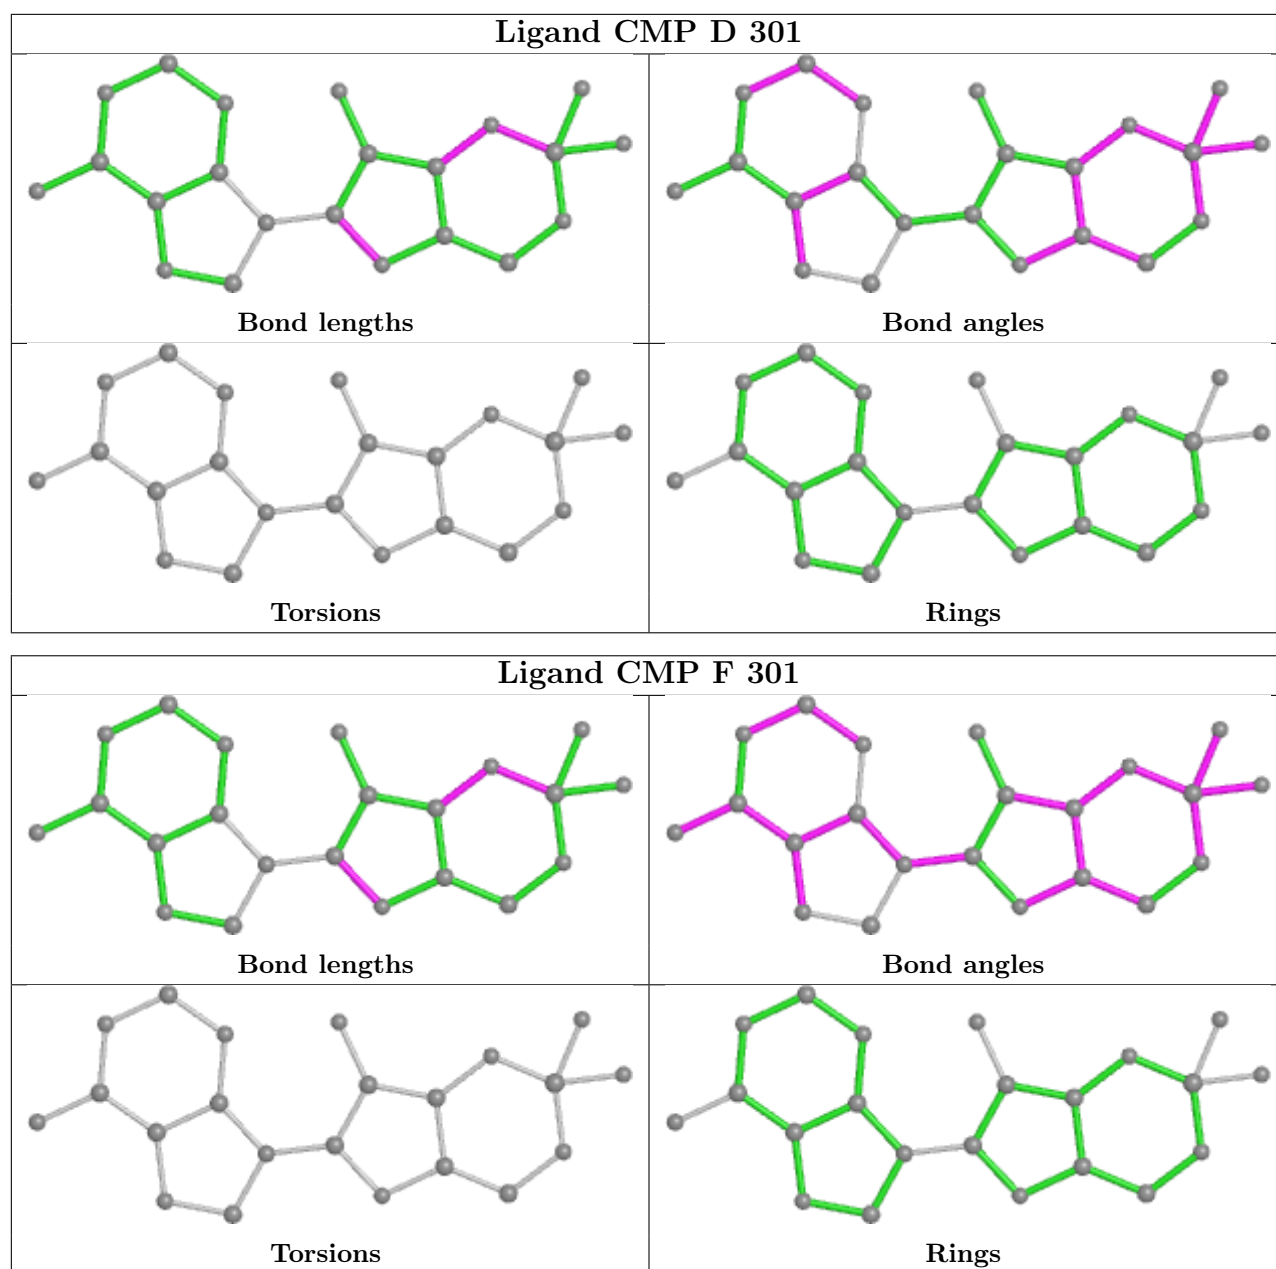 Ligand CMP D 301
Bond lengths
Bond angles
Torsions
Rings
Ligand CMP F 301
Bond lengths
Bond angles
Torsions
Rings